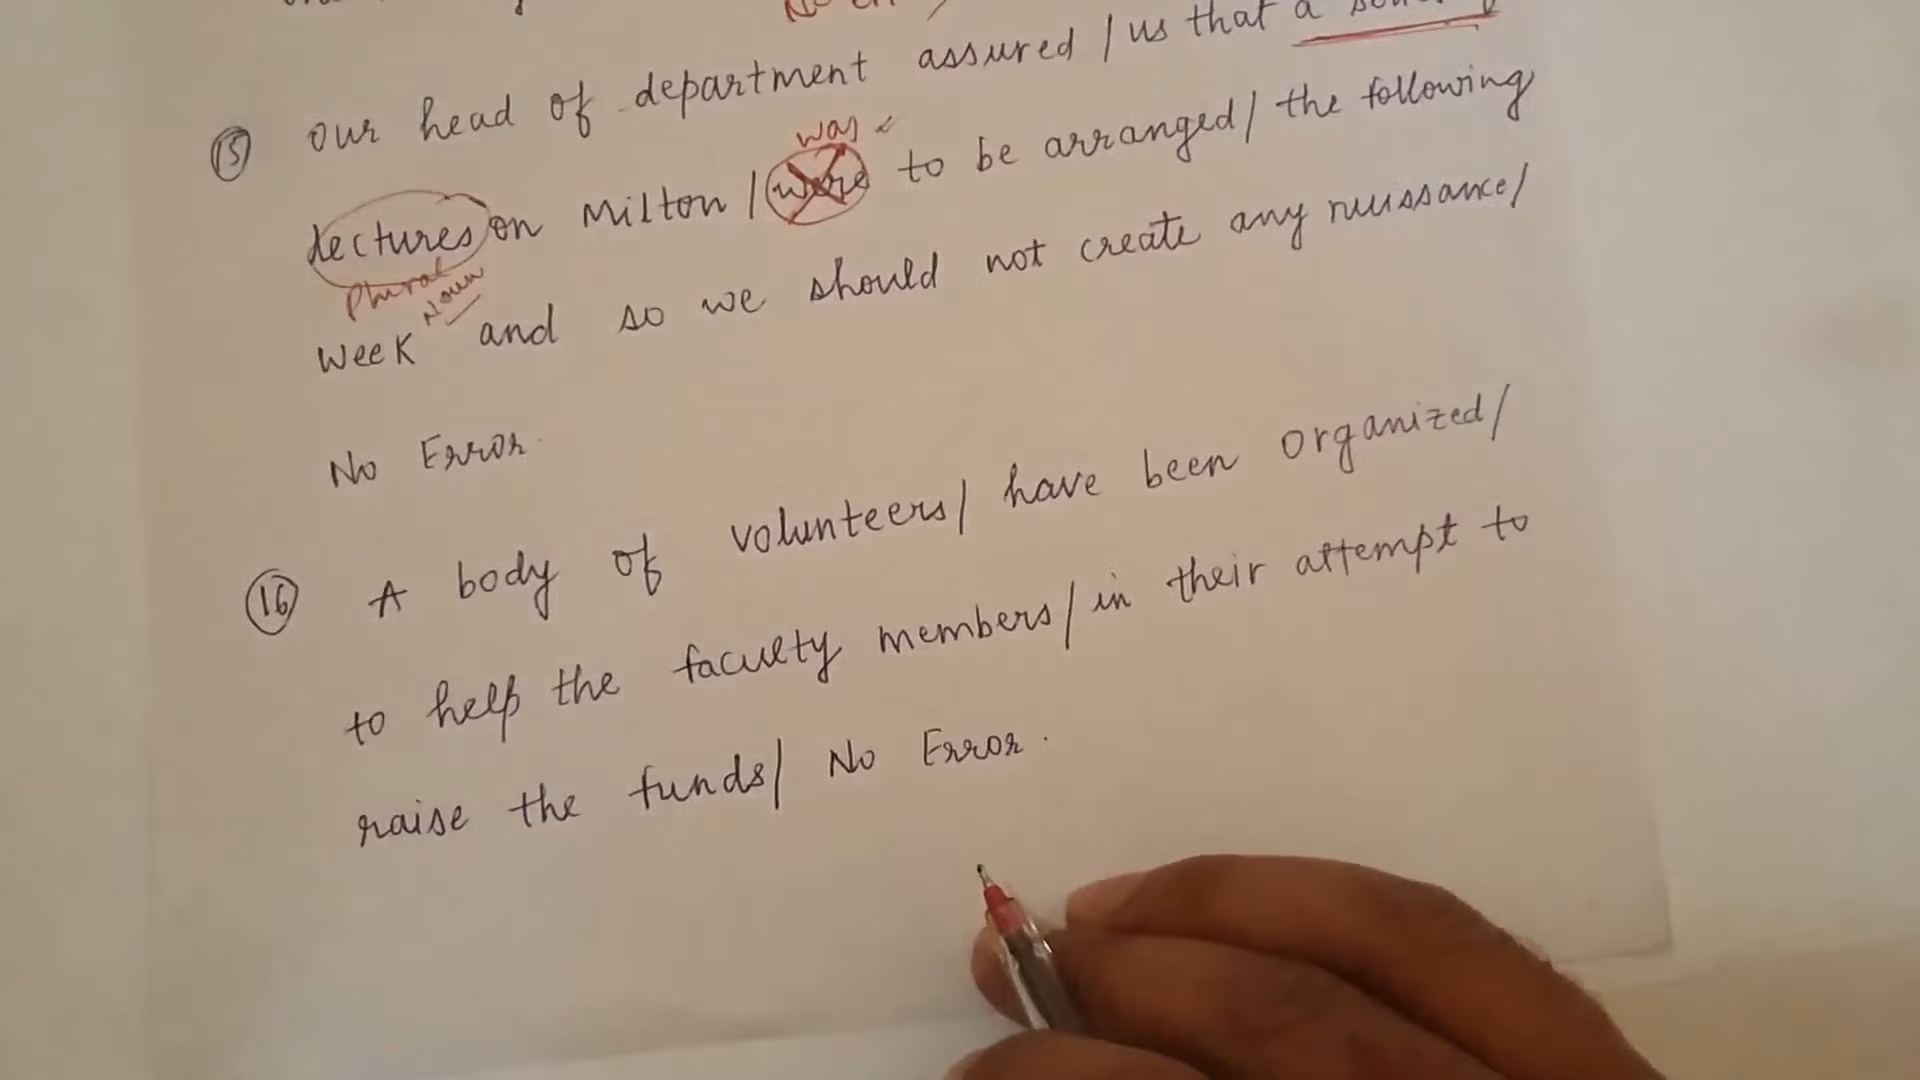 15 our head of department assured / us that a
was
lectures on Milton / were to be arranged / the following
Plural
Noun
week and so we should not create any nuissance /
No Error.
16 A body of volunteers / have been organized /
to help the faculty members / in their attempt to
raise the funds / No Error.